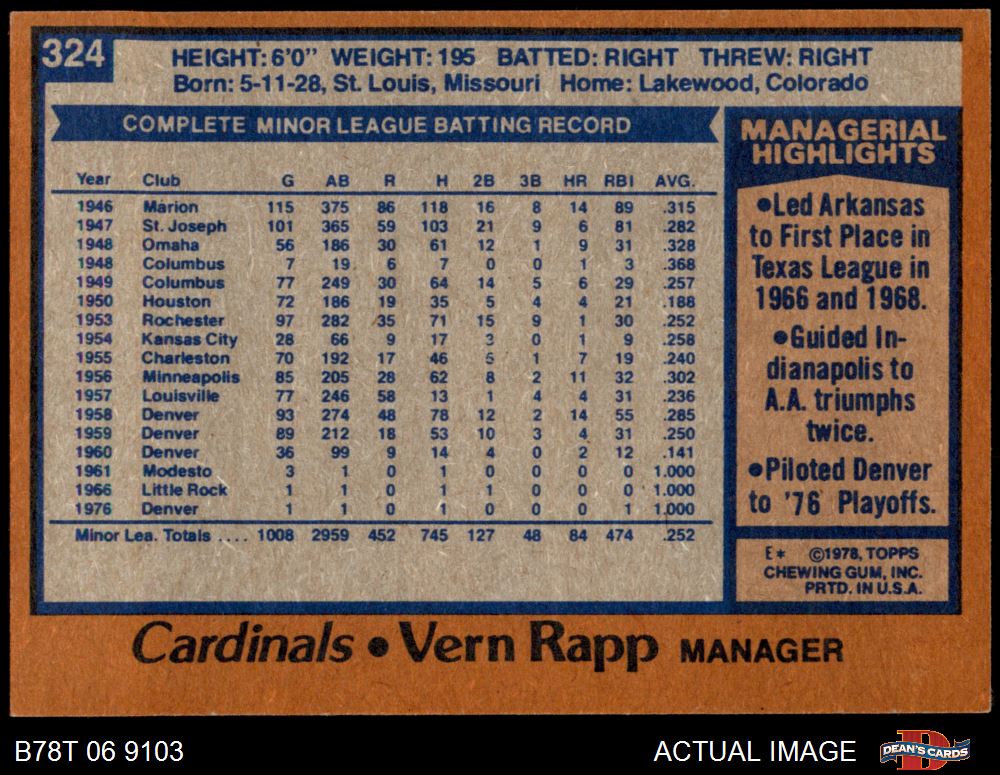 324
HEIGHT: 6'0" WEIGHT: 195 BATTED: RIGHT THREW: RIGHT
Born: 5-11-28, St. Louis, Missouri Home: Lakewood, Colorado
COMPLETE MINOR LEAGUE BATTING RECORD
Year Club G AB R H 2B 3B HR RBI AVG.
1946 Marion 115 375 86 118 16 8 14 89 .315
1947 St. Joseph 101 365 59 103 21 9 6 81 .282
1948 Omaha 56 186 30 61 12 1 9 31 .328
1948 Columbus 7 19 6 7 0 0 1 3 .368
1949 Columbus 77 249 30 64 14 5 6 29 .257
1950 Houston 72 186 19 35 5 4 4 21 .188
1953 Rochester 97 282 35 71 15 9 1 30 .252
1954 Kansas City 28 66 9 17 3 0 1 9 .258
1955 Charleston 70 192 17 46 5 1 7 19 .240
1956 Minneapolis 85 205 28 62 8 2 11 32 .302
1957 Louisville 77 246 58 13 1 4 4 31 .236
1958 Denver 93 274 48 78 12 2 14 55 .285
1959 Denver 89 212 18 53 10 3 4 31 .250
1960 Denver 36 99 9 14 4 0 2 12 .141
1961 Modesto 3 1 0 1 0 0 0 0 1.000
1966 Little Rock 1 1 0 1 1 0 0 0 1.000
1976 Denver 1 1 0 1 0 0 0 1 1.000
Minor Lea. Totals .... 1008 2959 452 745 127 48 84 474 .252
MANAGERIAL
HIGHLIGHTS
•Led Arkansas
to First Place in
Texas League in
1966 and 1968.
•Guided In-
dianapolis to
A.A. triumphs
twice.
•Piloted Denver
to '76 Playoffs.
E* ©1978, TOPPS
CHEWING GUM, INC.
PRTD. IN U.S.A.
Cardinals • Vern Rapp MANAGER
B78T 06 9103 ACTUAL IMAGE
DEAN'S CARDS